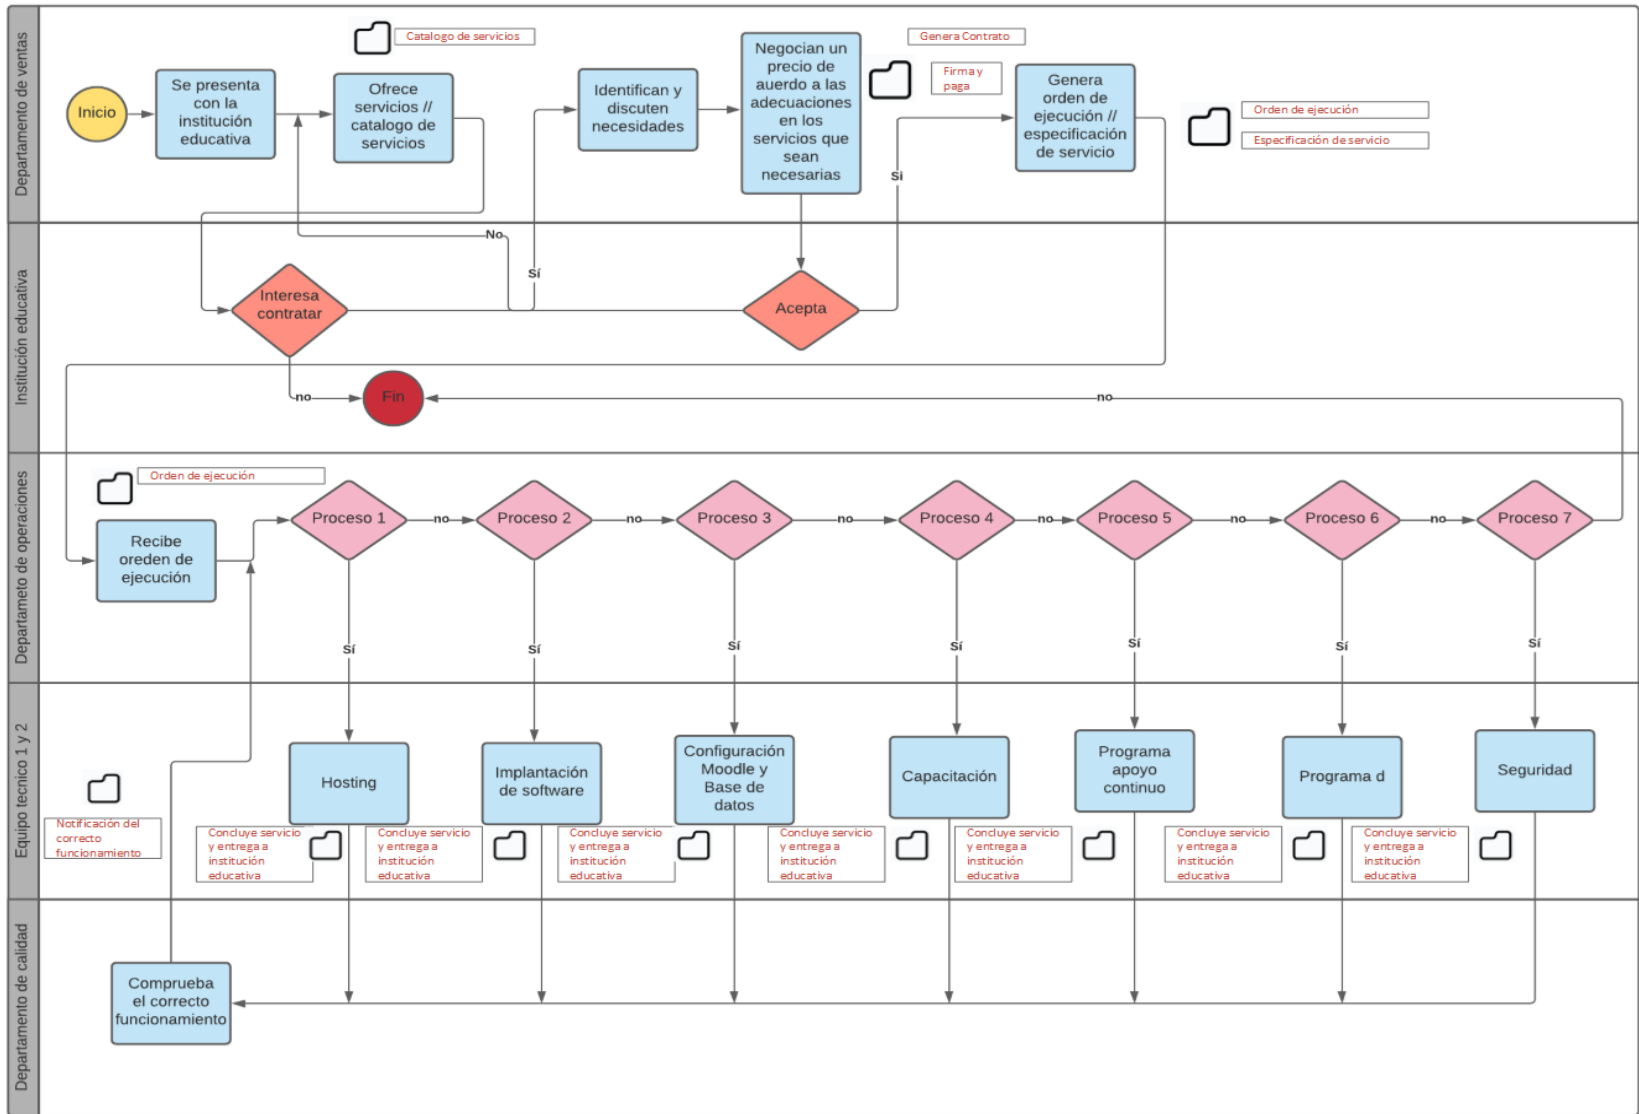 Departamento de ventas
Inicio
Se presenta
con la
institución
educativa
Catalogo de servicios
Ofrece
servicios //
catalogo de
servicios
Identifican y
discuten
necesidades
Negocian un
precio de
auerdo a las
adecuaciones
en los
servicios que
sean
necesarias
Genera Contrato
Firma y
paga
Genera
orden de
ejecución //
especificación
de servicio
Orden de ejecución
Especificación de servicio
Si
Institución educativa
No
Sí
Interesa
contratar
Acepta
no
Fin
no
Departameto de operaciones
Orden de ejecución
Recibe
oreden de
ejecución
Proceso 1
no
Proceso 2
no
Proceso 3
no
Proceso 4
no
Proceso 5
no
Proceso 6
no
Proceso 7
Sí
Sí
Sí
Sí
Sí
Sí
Sí
Equipo tecnico 1 y 2
Hosting
Implantación
de software
Configuración
Moodle y
Base de
datos
Capacitación
Programa
apoyo
continuo
Programa d
Seguridad
Notificación del
correcto
funcionamiento
Concluye servicio
y entrega a
institución
educativa
Concluye servicio
y entrega a
institución
educativa
Concluye servicio
y entrega a
institución
educativa
Concluye servicio
y entrega a
institución
educativa
Concluye servicio
y entrega a
institución
educativa
Concluye servicio
y entrega a
institución
educativa
Concluye servicio
y entrega a
institución
educativa
Departamento de calidad
Comprueba
el correcto
funcionamiento